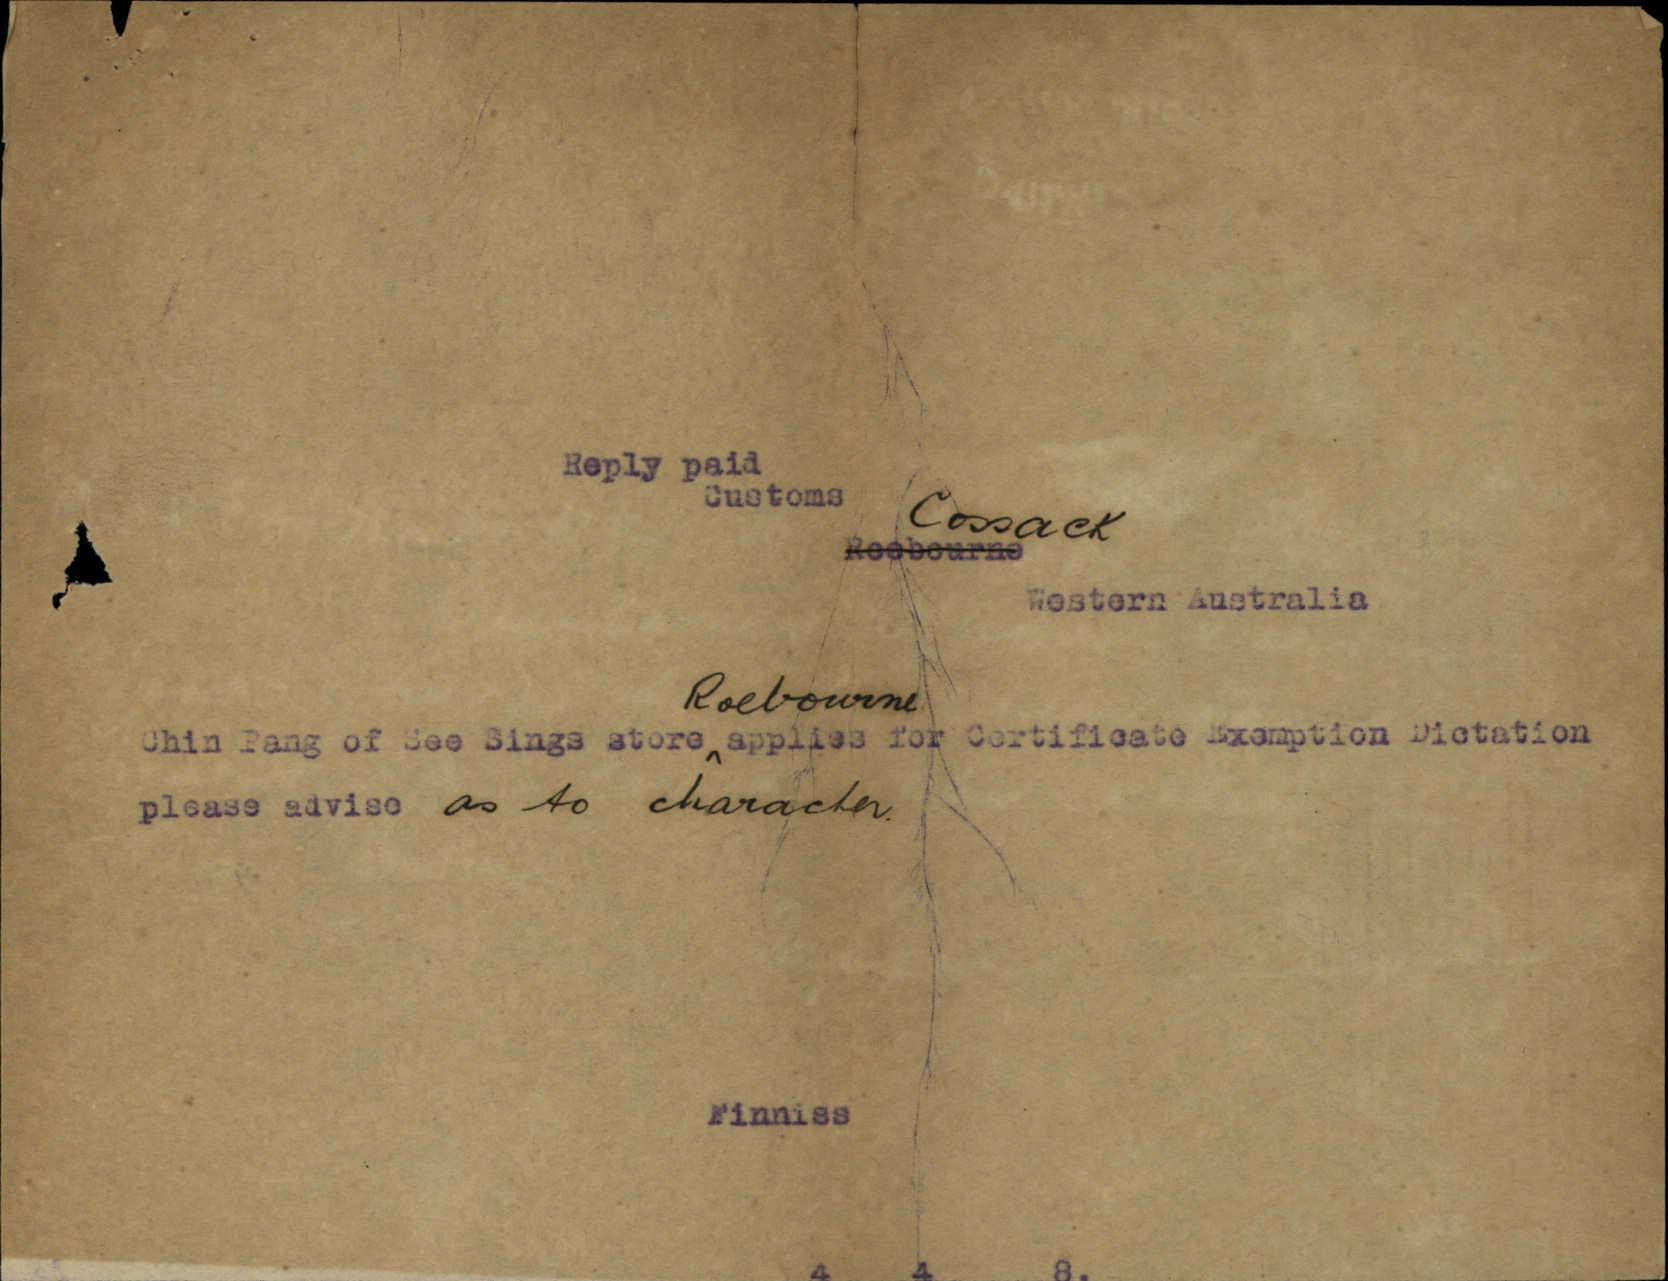 Reply paid
Customs
Cossack
Roebourne
Western Australia
Roebourne
Chin Pang of See Sings store ^ applies for Certificate Exemption Dictation
please advise as to character.
Finniss
4 4 8.